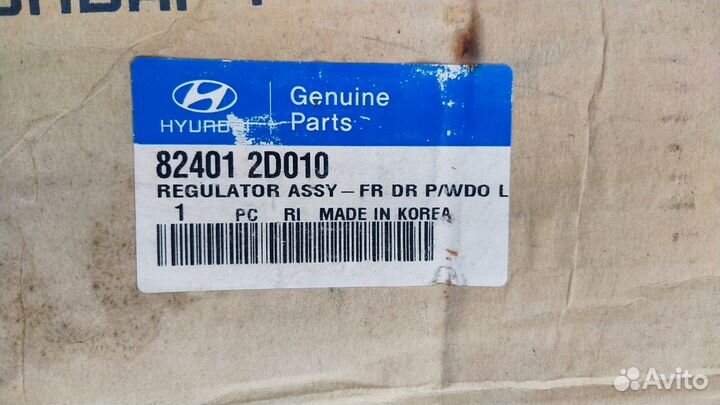 HYUNDAI
Genuine
Parts
82401 2D010
REGULATOR ASSY-FR DR P/WDO L
1 PC RI MADE IN KOREA
Avito